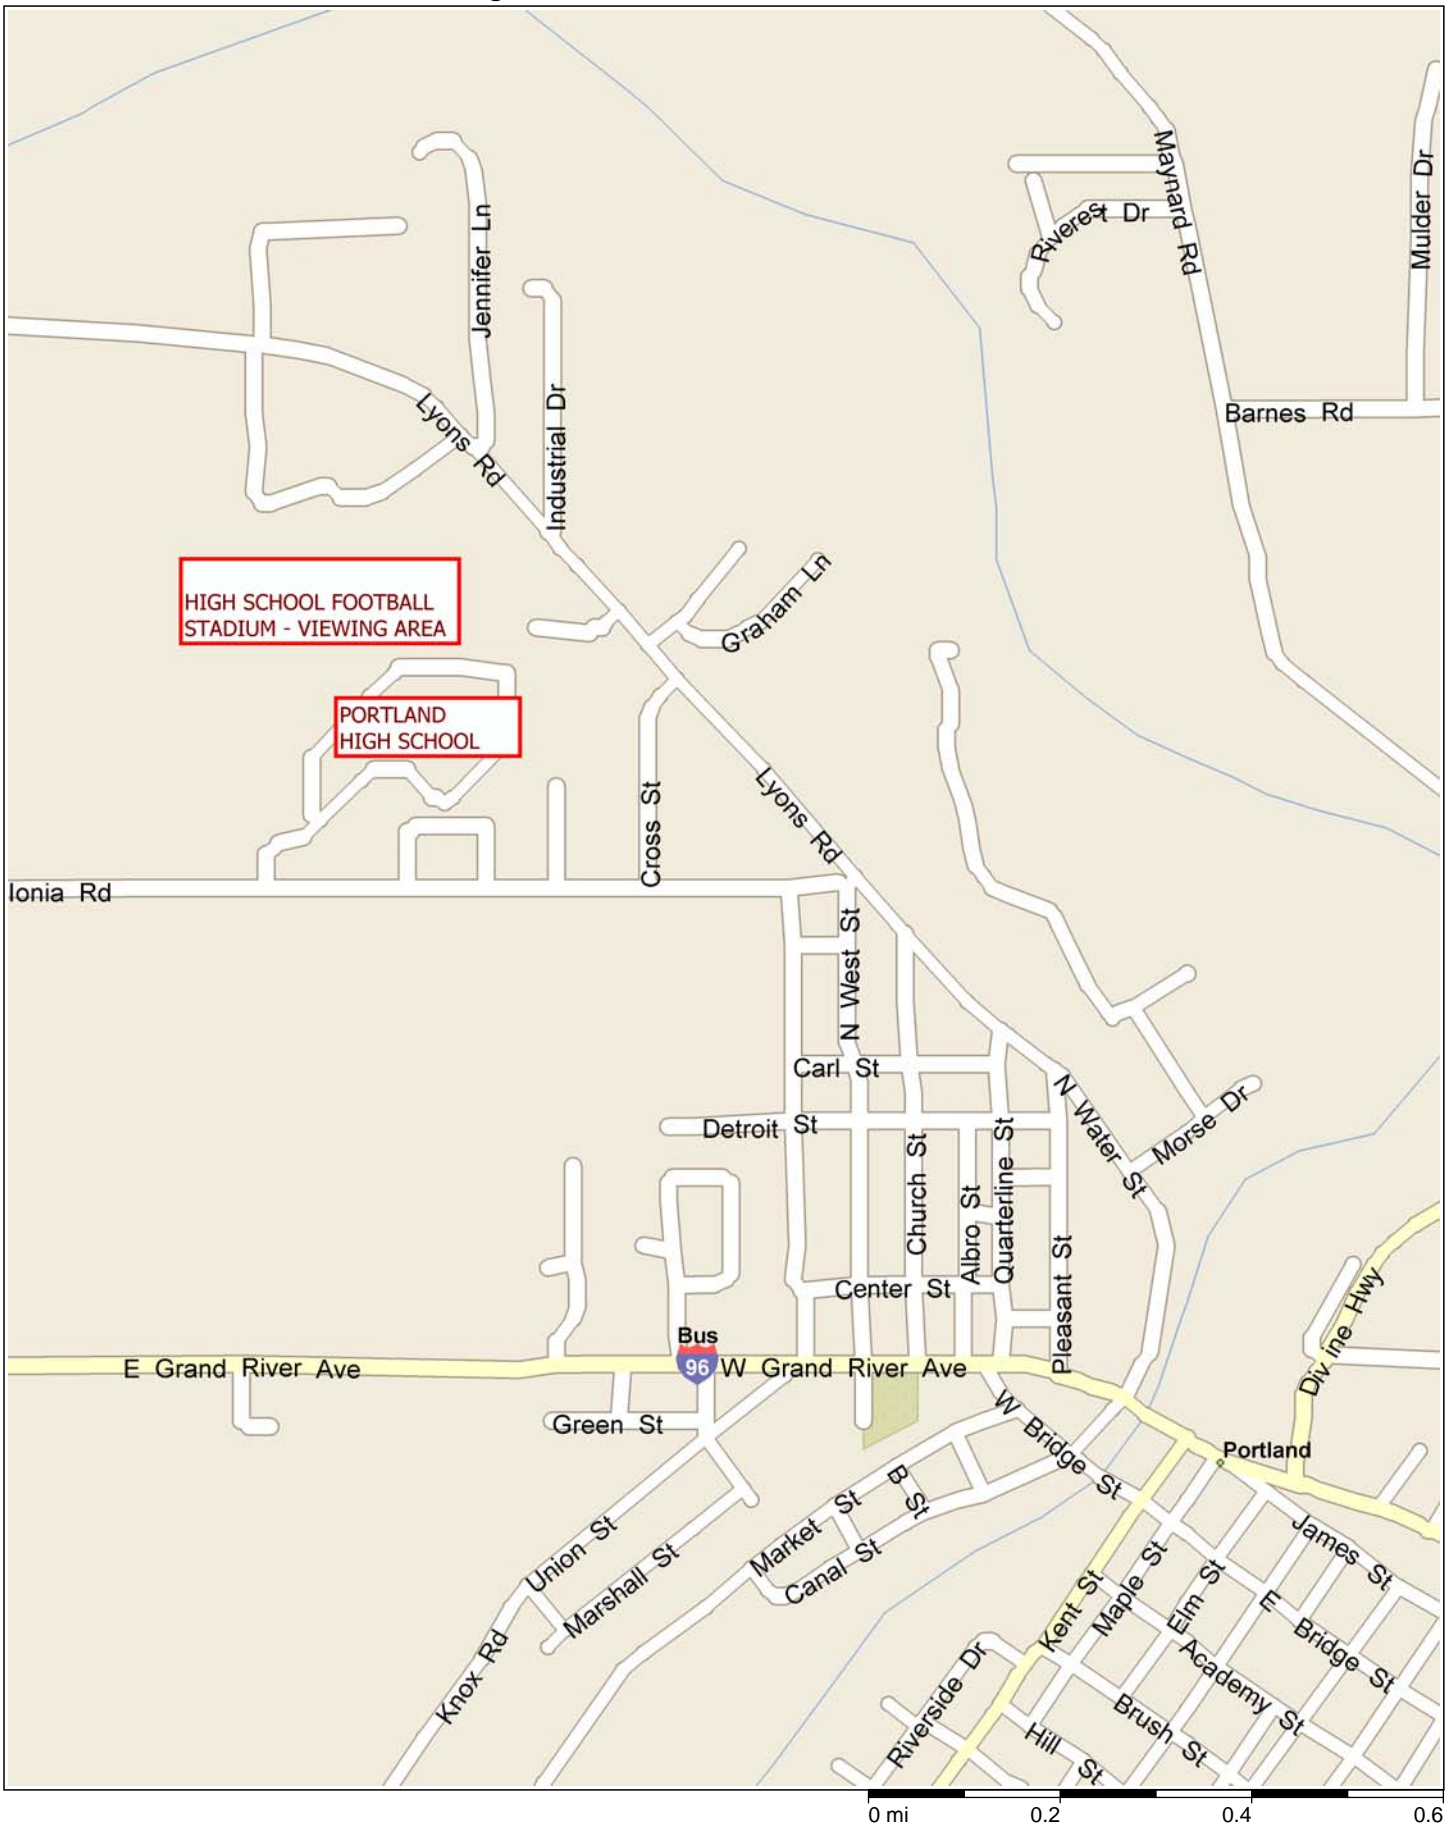 Maynard Rd
Mulder Dr
Riverest Dr
Jennifer Ln
Industrial Dr
Lyons Rd
Barnes Rd
HIGH SCHOOL FOOTBALL
STADIUM - VIEWING AREA
Graham Ln
PORTLAND
HIGH SCHOOL
Cross St
Lyons Rd
Ionia Rd
N West St
Carl St
N Water St
Morse Dr
Detroit St
Church St
Albro St
Quarterline St
Pleasant St
Center St
Divine Hwy
Bus
96
E Grand River Ave
W Grand River Ave
Green St
W Bridge St
Portland
B St
Market St
Canal St
Union St
Marshall St
James St
Kent St
Maple St
Elm St
E Bridge St
Academy St
Knox Rd
Riverside Dr
Brush St
Hill St
0 mi 0.2 0.4 0.6